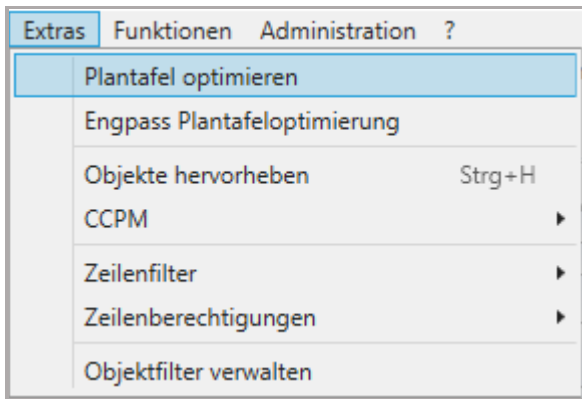 Extras Funktionen Administration ?
Plantafel optimieren
Engpass Plantafeloptimierung
Objekte hervorheben Strg+H
CCPM
Zeilenfilter
Zeilenberechtigungen
Objektfilter verwalten